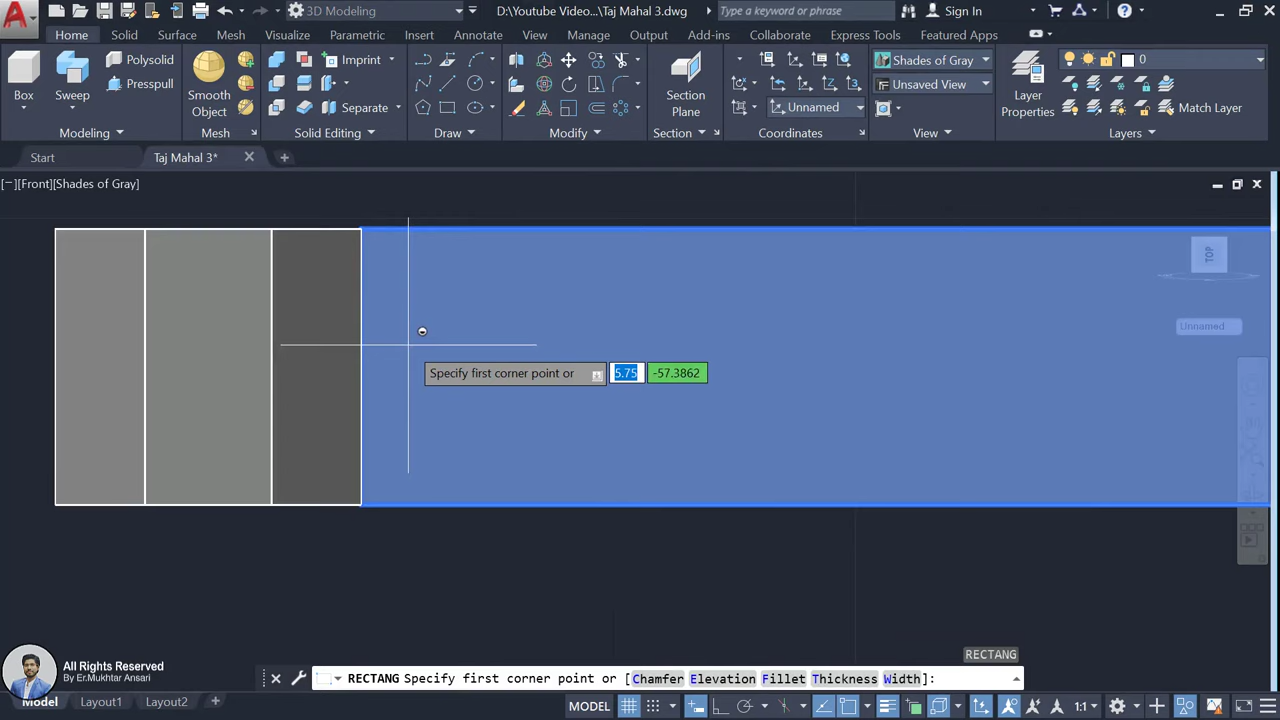 3D Modeling
D:\Youtube Video...\Taj Mahal 3.dwg
Type a keyword or phrase
Sign In
Home Solid Surface Mesh Visualize Parametric Insert Annotate View Manage Output Add-ins Collaborate Express Tools Featured Apps
Polysolid
Presspull
Box
Sweep
Smooth
Object
Imprint
Separate
Section
Plane
Unnamed
Shades of Gray
Unsaved View
Layer
Properties
0
Match Layer
Modeling Mesh Solid Editing Draw Modify Section Coordinates View Layers
Start Taj Mahal 3*
[−][Front][Shades of Gray]
TOP
Unnamed
Specify first corner point or 5.75 -57.3862
RECTANG
All Rights Reserved
By Er.Mukhtar Ansari
RECTANG Specify first corner point or [Chamfer Elevation Fillet Thickness Width]:
Model Layout1 Layout2
MODEL 1:1